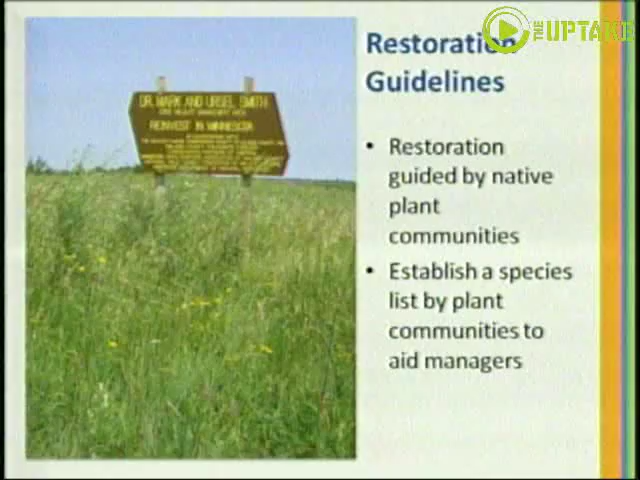 THE UPTAKE
Restoration
Guidelines
DR. MARK AND URSEL SMITH
REINVEST IN MINNESOTA
• Restoration
guided by native
plant
communities
• Establish a species
list by plant
communities to
aid managers